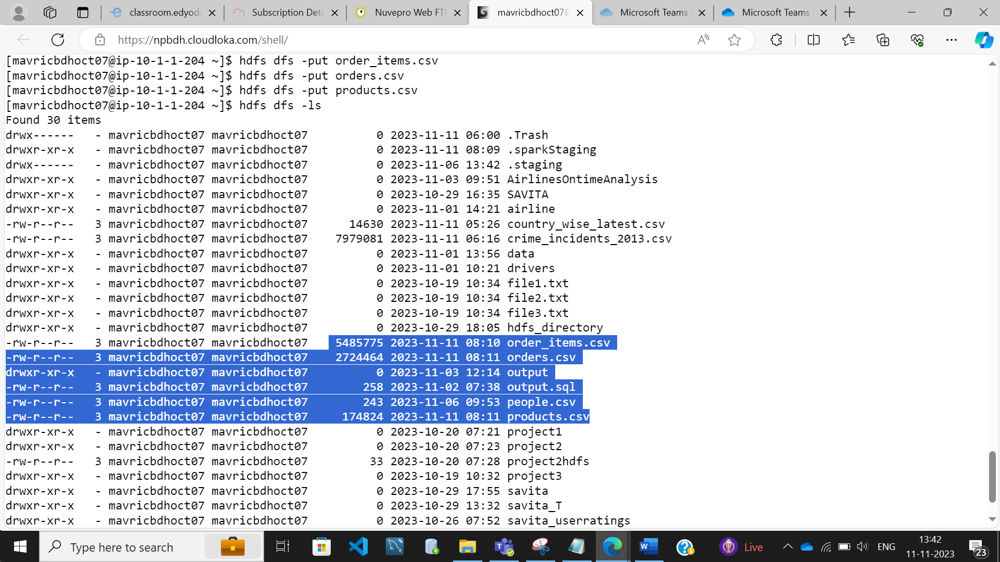 classroom.edyoda
Subscription Deta
Nuvepro Web FTP
mavricbdhoct07@
Microsoft Teams
Microsoft Teams
https://npbdh.cloudloka.com/shell/
[mavricbdhoct07@ip-10-1-1-204 ~]$ hdfs dfs -put order_items.csv
[mavricbdhoct07@ip-10-1-1-204 ~]$ hdfs dfs -put orders.csv
[mavricbdhoct07@ip-10-1-1-204 ~]$ hdfs dfs -put products.csv
[mavricbdhoct07@ip-10-1-1-204 ~]$ hdfs dfs -ls
Found 30 items
drwx------   - mavricbdhoct07 mavricbdhoct07          0 2023-11-11 06:00 .Trash
drwxr-xr-x   - mavricbdhoct07 mavricbdhoct07          0 2023-11-11 08:09 .sparkStaging
drwx------   - mavricbdhoct07 mavricbdhoct07          0 2023-11-06 13:42 .staging
drwxr-xr-x   - mavricbdhoct07 mavricbdhoct07          0 2023-11-03 09:51 AirlinesOntimeAnalysis
drwxr-xr-x   - mavricbdhoct07 mavricbdhoct07          0 2023-10-29 16:35 SAVITA
drwxr-xr-x   - mavricbdhoct07 mavricbdhoct07          0 2023-11-01 14:21 airline
-rw-r--r--   3 mavricbdhoct07 mavricbdhoct07      14630 2023-11-11 05:26 country_wise_latest.csv
-rw-r--r--   3 mavricbdhoct07 mavricbdhoct07    7979081 2023-11-11 06:16 crime_incidents_2013.csv
drwxr-xr-x   - mavricbdhoct07 mavricbdhoct07          0 2023-11-01 13:56 data
drwxr-xr-x   - mavricbdhoct07 mavricbdhoct07          0 2023-11-01 10:21 drivers
drwxr-xr-x   - mavricbdhoct07 mavricbdhoct07          0 2023-10-19 10:34 file1.txt
drwxr-xr-x   - mavricbdhoct07 mavricbdhoct07          0 2023-10-19 10:34 file2.txt
drwxr-xr-x   - mavricbdhoct07 mavricbdhoct07          0 2023-10-19 10:34 file3.txt
drwxr-xr-x   - mavricbdhoct07 mavricbdhoct07          0 2023-10-29 18:05 hdfs_directory
-rw-r--r--   3 mavricbdhoct07 mavricbdhoct07    5485775 2023-11-11 08:10 order_items.csv
-rw-r--r--   3 mavricbdhoct07 mavricbdhoct07    2724464 2023-11-11 08:11 orders.csv
drwxr-xr-x   - mavricbdhoct07 mavricbdhoct07          0 2023-11-03 12:14 output
-rw-r--r--   3 mavricbdhoct07 mavricbdhoct07        258 2023-11-02 07:38 output.sql
-rw-r--r--   3 mavricbdhoct07 mavricbdhoct07        243 2023-11-06 09:53 people.csv
-rw-r--r--   3 mavricbdhoct07 mavricbdhoct07     174824 2023-11-11 08:11 products.csv
drwxr-xr-x   - mavricbdhoct07 mavricbdhoct07          0 2023-10-20 07:21 project1
drwxr-xr-x   - mavricbdhoct07 mavricbdhoct07          0 2023-10-20 07:23 project2
-rw-r--r--   3 mavricbdhoct07 mavricbdhoct07         33 2023-10-20 07:28 project2hdfs
drwxr-xr-x   - mavricbdhoct07 mavricbdhoct07          0 2023-10-19 10:32 project3
drwxr-xr-x   - mavricbdhoct07 mavricbdhoct07          0 2023-10-29 17:55 savita
drwxr-xr-x   - mavricbdhoct07 mavricbdhoct07          0 2023-10-29 13:32 savita_T
drwxr-xr-x   - mavricbdhoct07 mavricbdhoct07          0 2023-10-26 07:52 savita_userratings
Type here to search
Live
ENG
13:42
11-11-2023
23